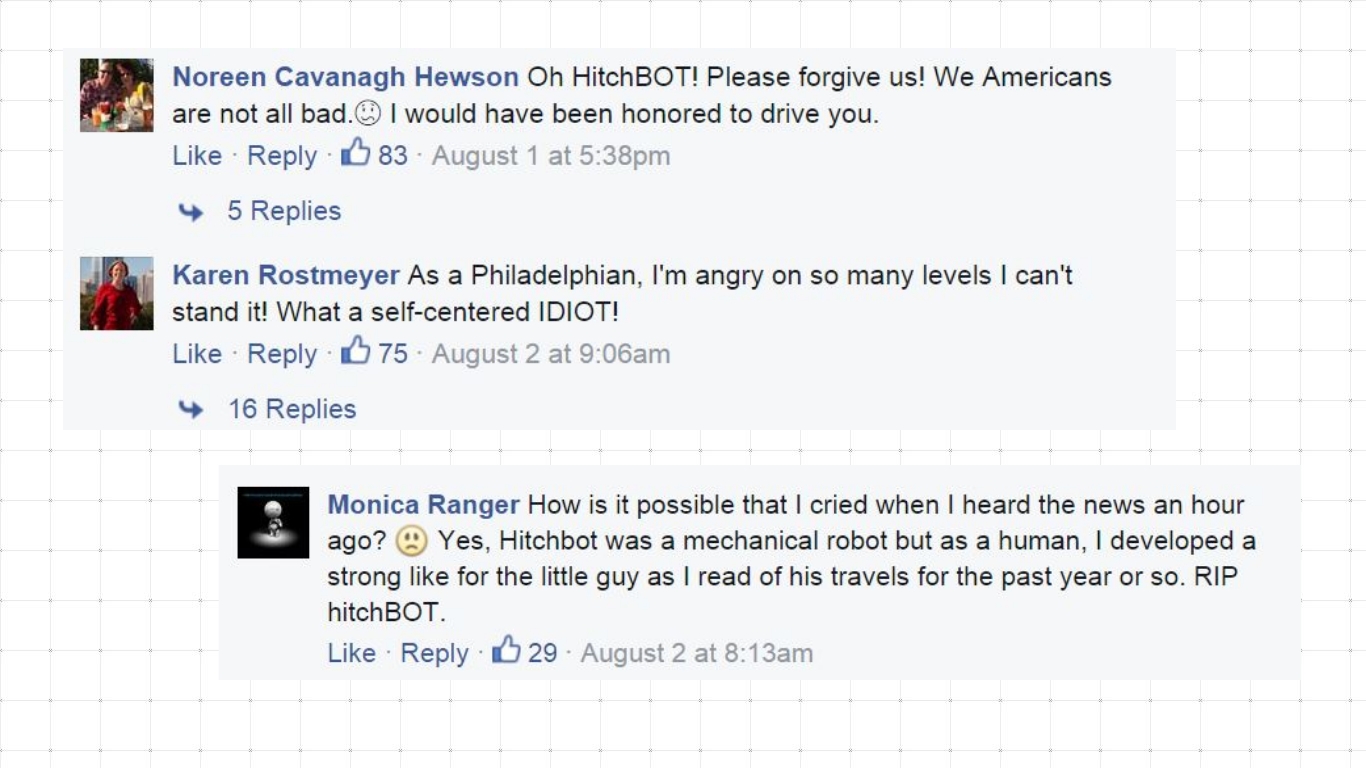 Noreen Cavanagh Hewson Oh HitchBOT! Please forgive us! We Americans
are not all bad.☹ I would have been honored to drive you.
Like · Reply · 83 · August 1 at 5:38pm
5 Replies
Karen Rostmeyer As a Philadelphian, I'm angry on so many levels I can't
stand it! What a self-centered IDIOT!
Like · Reply · 75 · August 2 at 9:06am
16 Replies
Monica Ranger How is it possible that I cried when I heard the news an hour
ago? 🙁 Yes, Hitchbot was a mechanical robot but as a human, I developed a
strong like for the little guy as I read of his travels for the past year or so. RIP
hitchBOT.
Like · Reply · 29 · August 2 at 8:13am